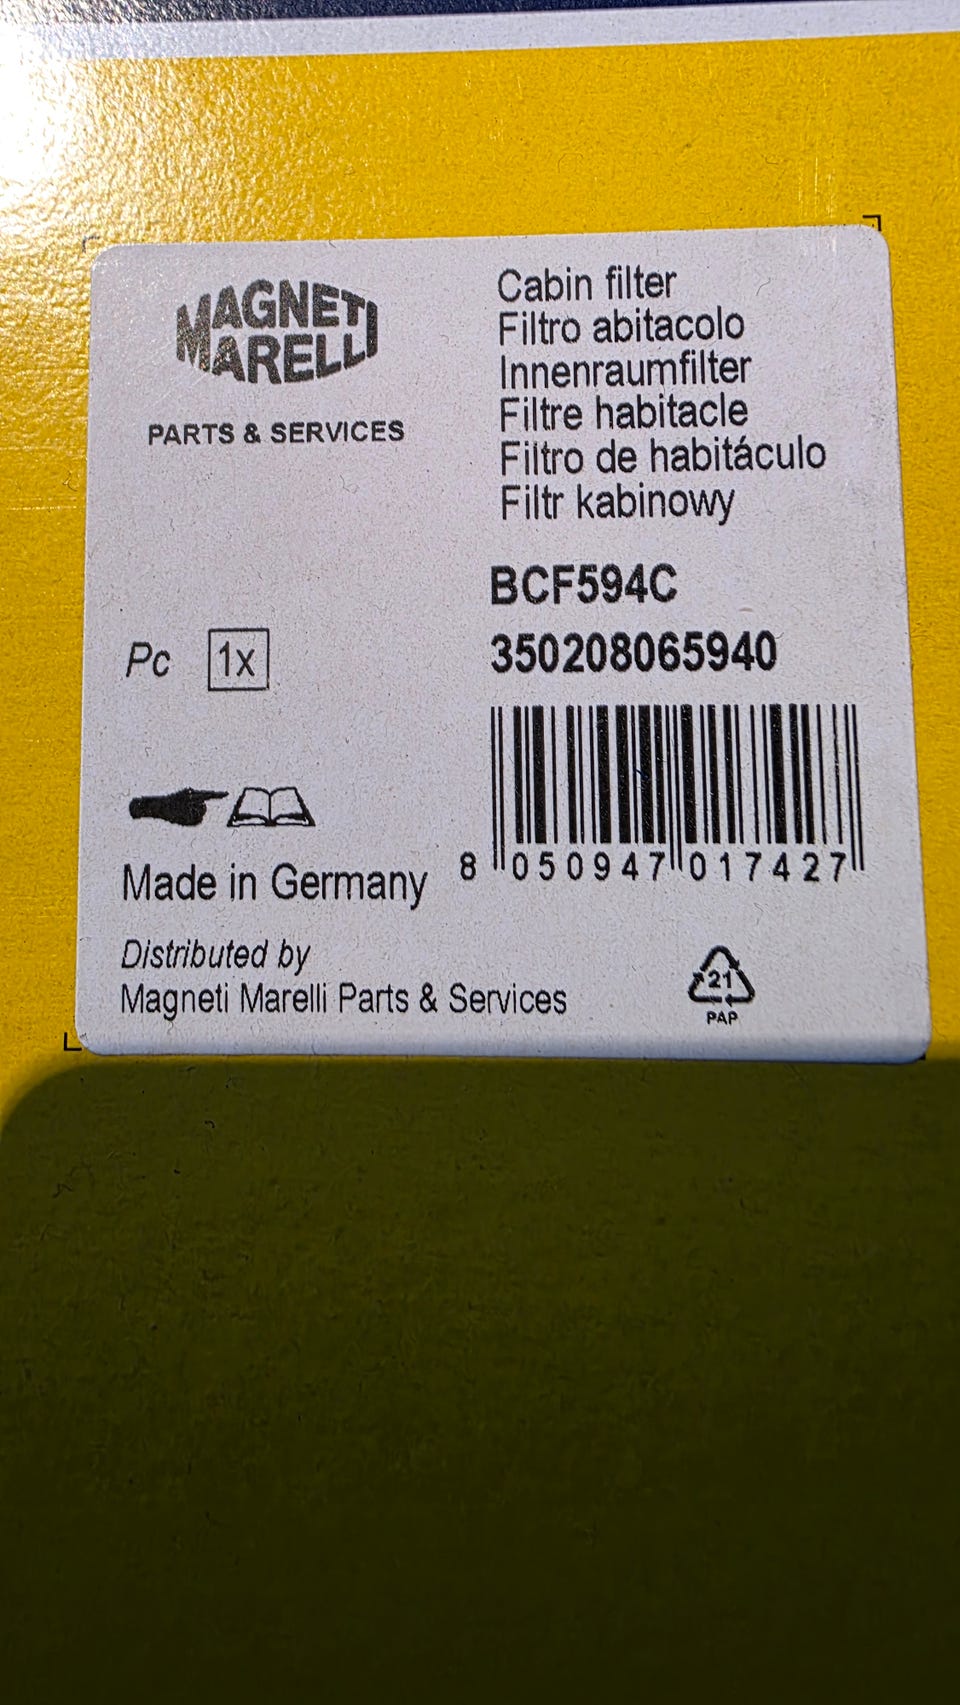 MAGNETI
MARELLI
PARTS & SERVICES
Cabin filter
Filtro abitacolo
Innenraumfilter
Filtre habitacle
Filtro de habitáculo
Filtr kabinowy
BCF594C
350208065940
Pc 1x
8 050947 017427
Made in Germany
Distributed by
Magneti Marelli Parts & Services
21
PAP